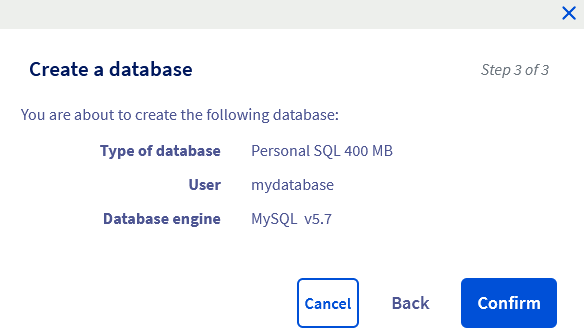 Create a database
Step 3 of 3
You are about to create the following database:
Type of database Personal SQL 400 MB
User mydatabase
Database engine MySQL v5.7
Cancel Back Confirm